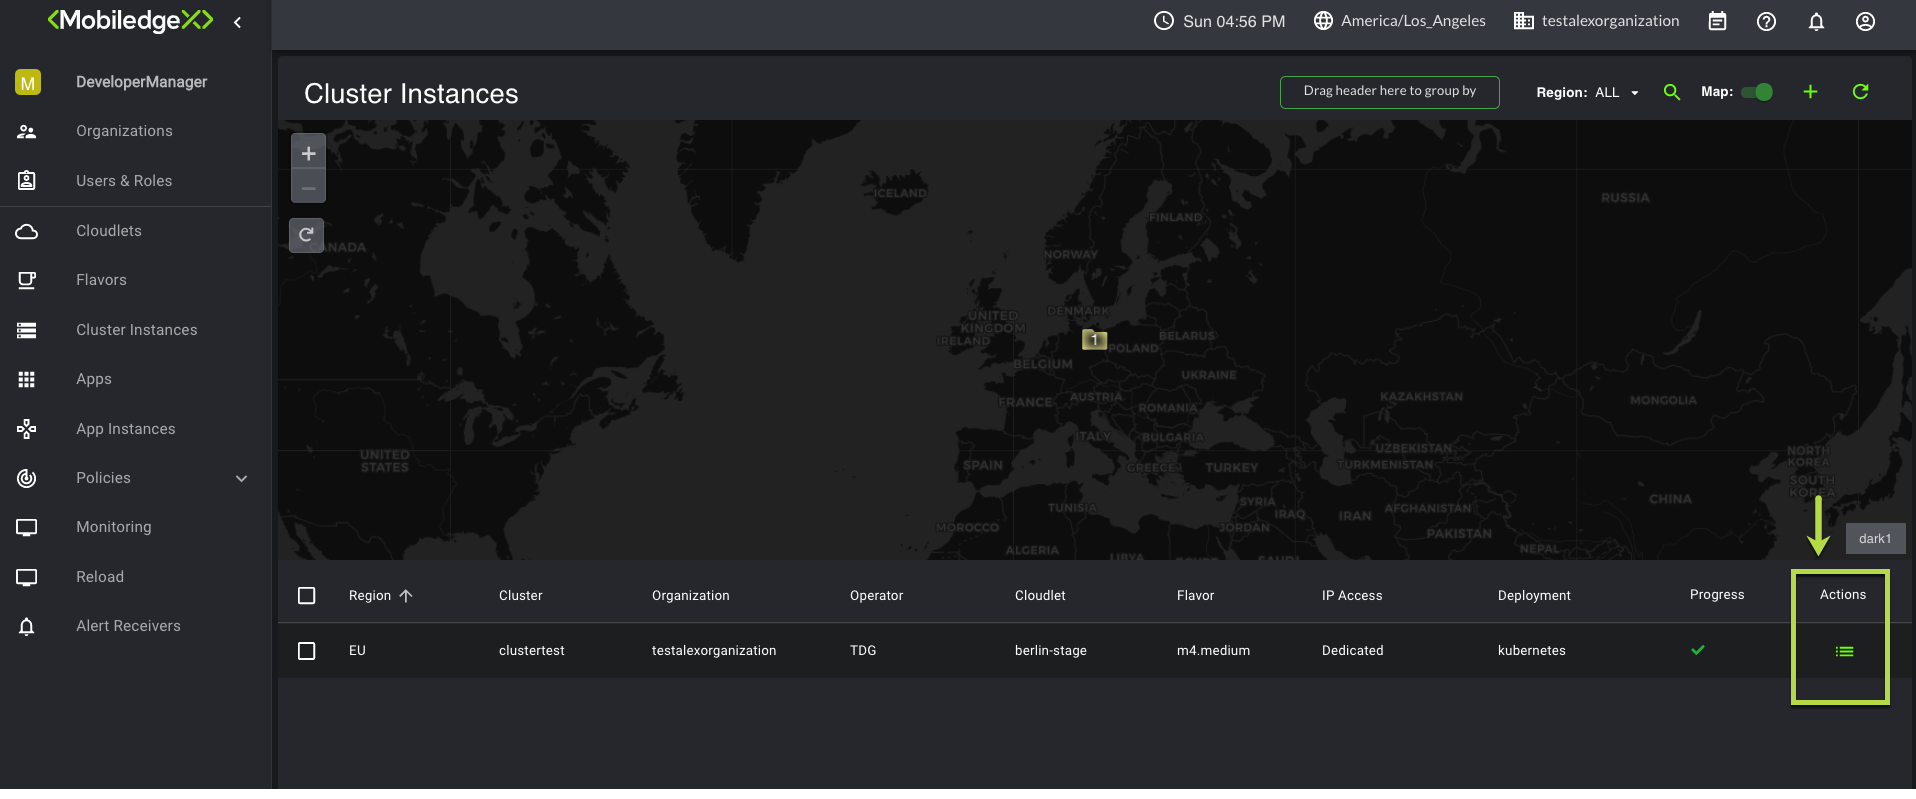 <MobiledgeX>
Sun 04:56 PM
America/Los_Angeles
testalexorganization
M
DeveloperManager
Organizations
Users & Roles
Cloudlets
Flavors
Cluster Instances
Apps
App Instances
Policies
Monitoring
Reload
Alert Receivers
Cluster Instances
Drag header here to group by
Region: ALL
Map:
ICELAND
RUSSIA
FINLAND
CANADA
NORWAY
DENMARK
UNITED
KINGDOM
IRELAND
BELARUS
1
POLAND
BELGIUM
UKRAINE
FRANCE
AUSTRIA
KAZAKHSTAN
MONGOLIA
ROMANIA
ITALY
BULGARIA
UZBEKISTAN
NORTH
KOREA
UNITED
STATES
SPAIN
GREECE
TURKEY
TURKMENISTAN
SOUTH
KOREA
SYRIA
CHINA
TUNISIA
IRAQ
IRAN
AFGHANISTAN
MOROCCO
JORDAN
PAKISTAN
ALGERIA
NEPAL
LIBYA
EGYPT
SAUDI
dark1
Region Cluster Organization Operator Cloudlet Flavor IP Access Deployment Progress Actions
EU clustertest testalexorganization TDG berlin-stage m4.medium Dedicated kubernetes